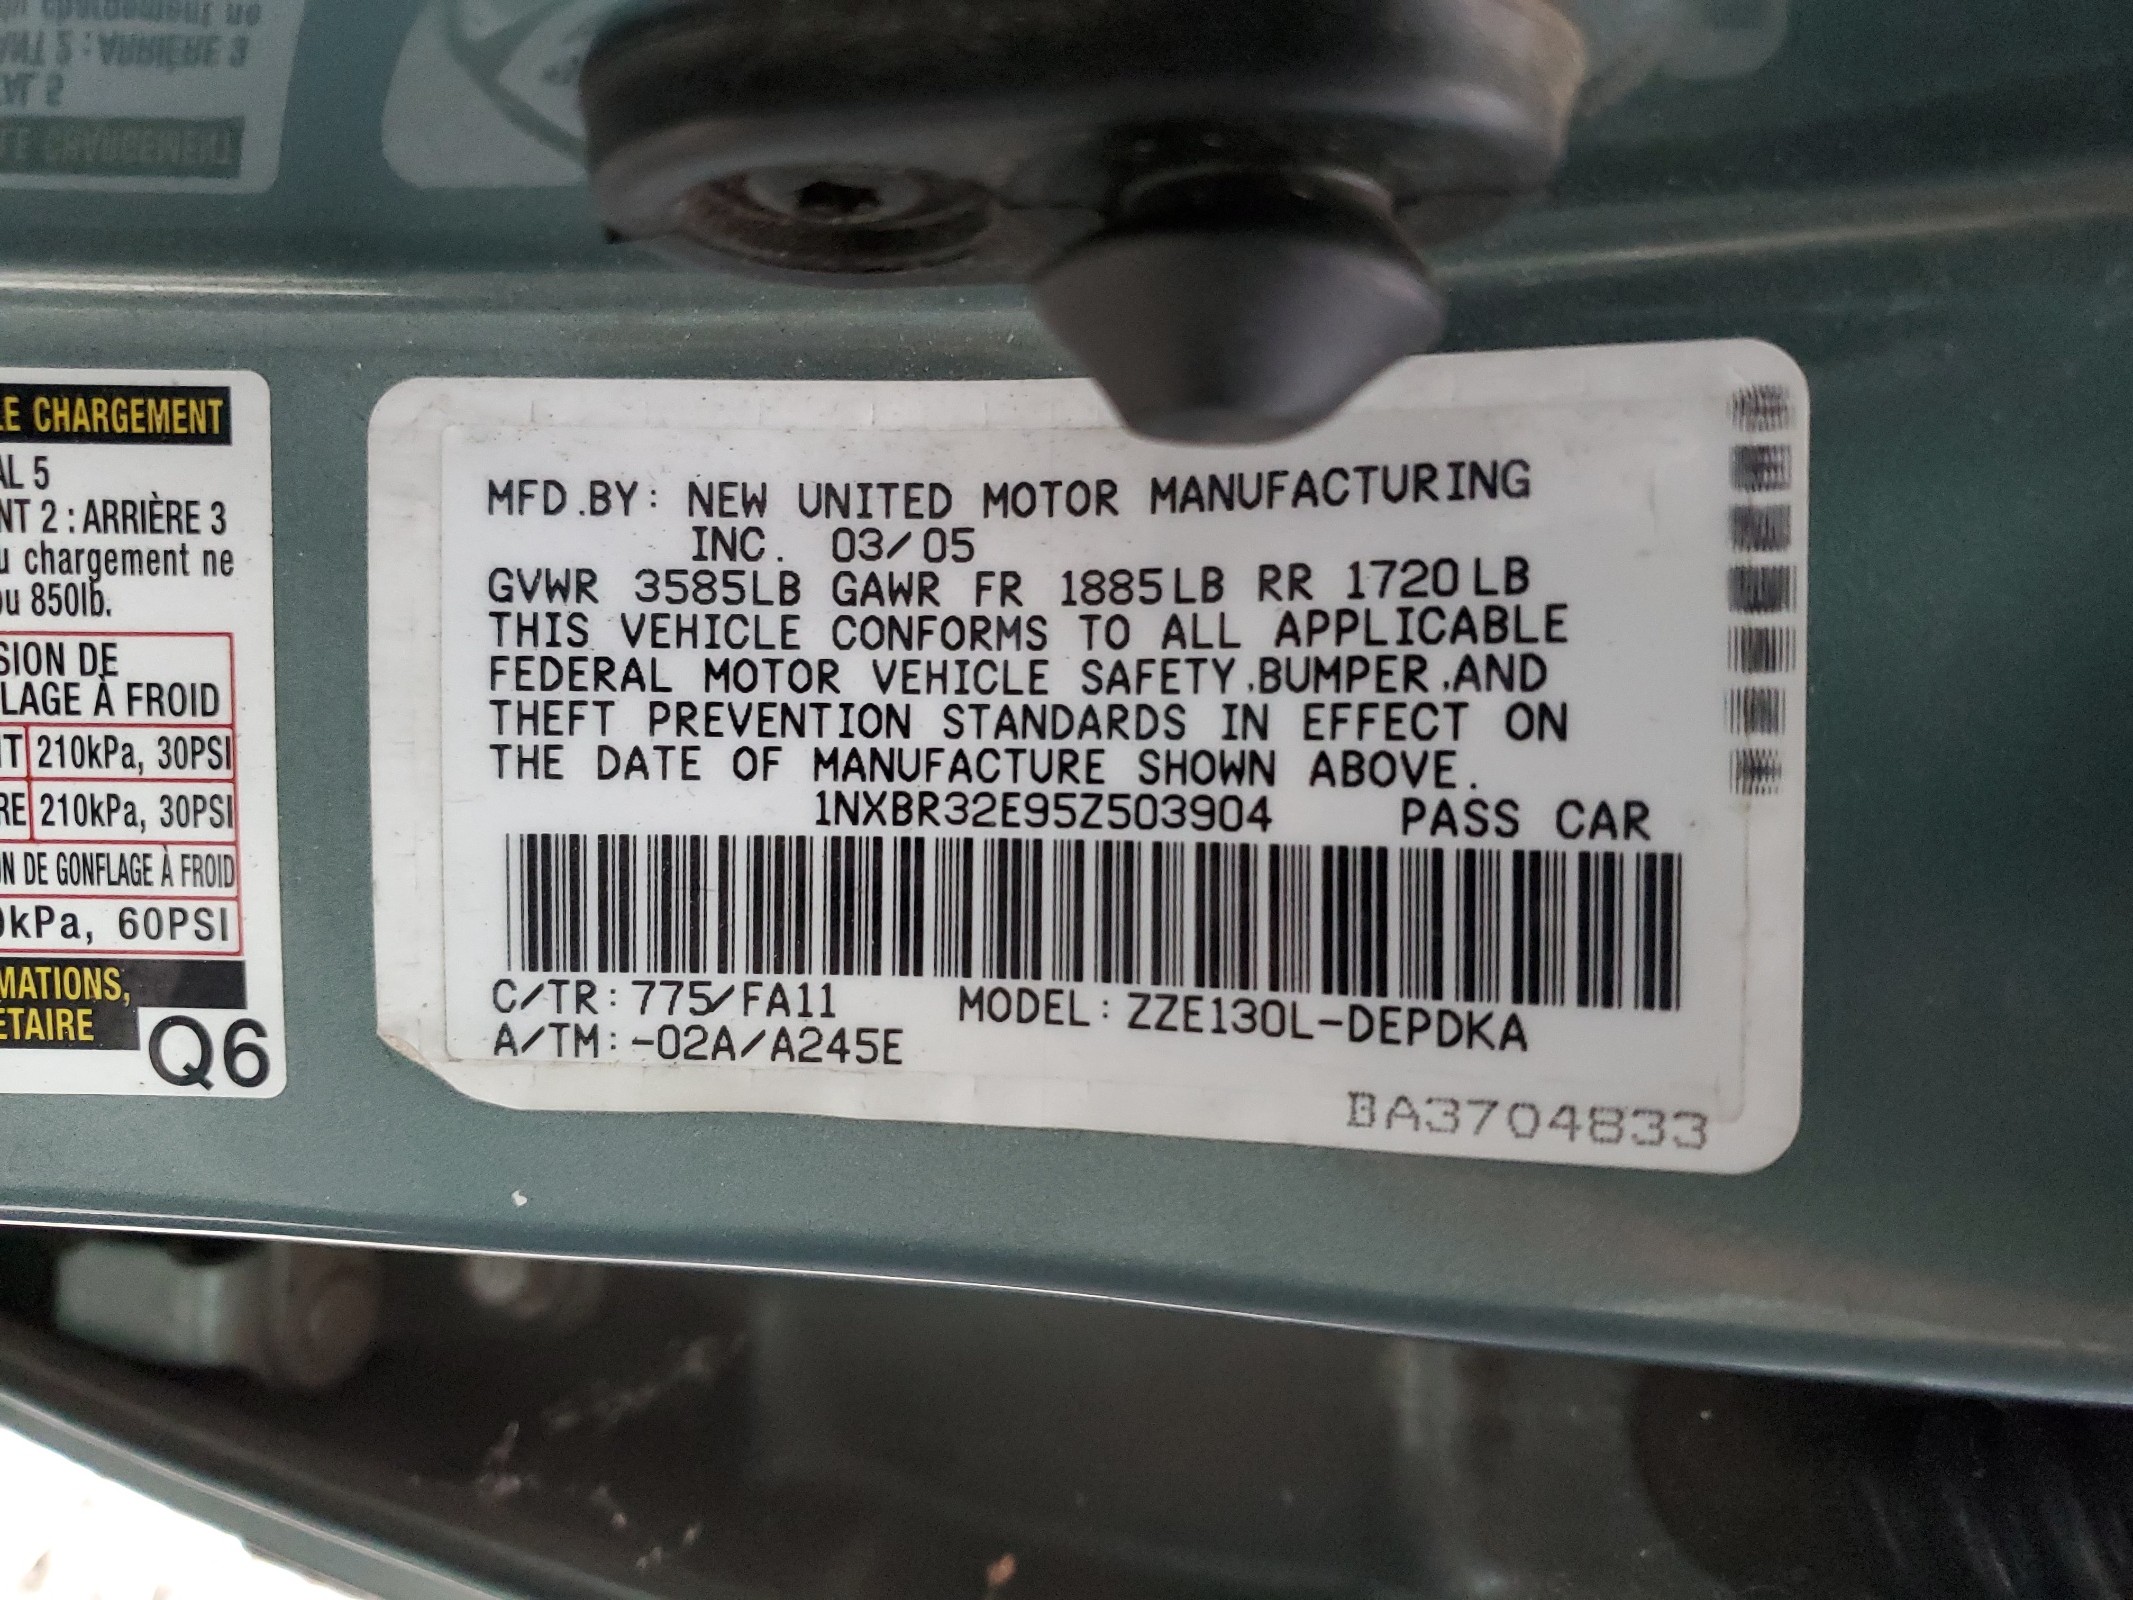 LE CHARGEMENT
AL 5
NT 2 : ARRIÈRE 3
u chargement ne
ou 850lb.
SION DE
LAGE À FROID
T 210kPa, 30PSI
RE 210kPa, 30PSI
N DE GONFLAGE À FROID
0kPa, 60PSI
MATIONS,
ETAIRE
Q6
MFD.BY: NEW UNITED MOTOR MANUFACTURING
INC. 03/05
GVWR 3585LB GAWR FR 1885LB RR 1720LB
THIS VEHICLE CONFORMS TO ALL APPLICABLE
FEDERAL MOTOR VEHICLE SAFETY,BUMPER,AND
THEFT PREVENTION STANDARDS IN EFFECT ON
THE DATE OF MANUFACTURE SHOWN ABOVE.
1NXBR32E95Z503904 PASS CAR
C/TR: 775/FA11 MODEL: ZZE130L-DEPDKA
A/TM: -02A/A245E
BA3704833